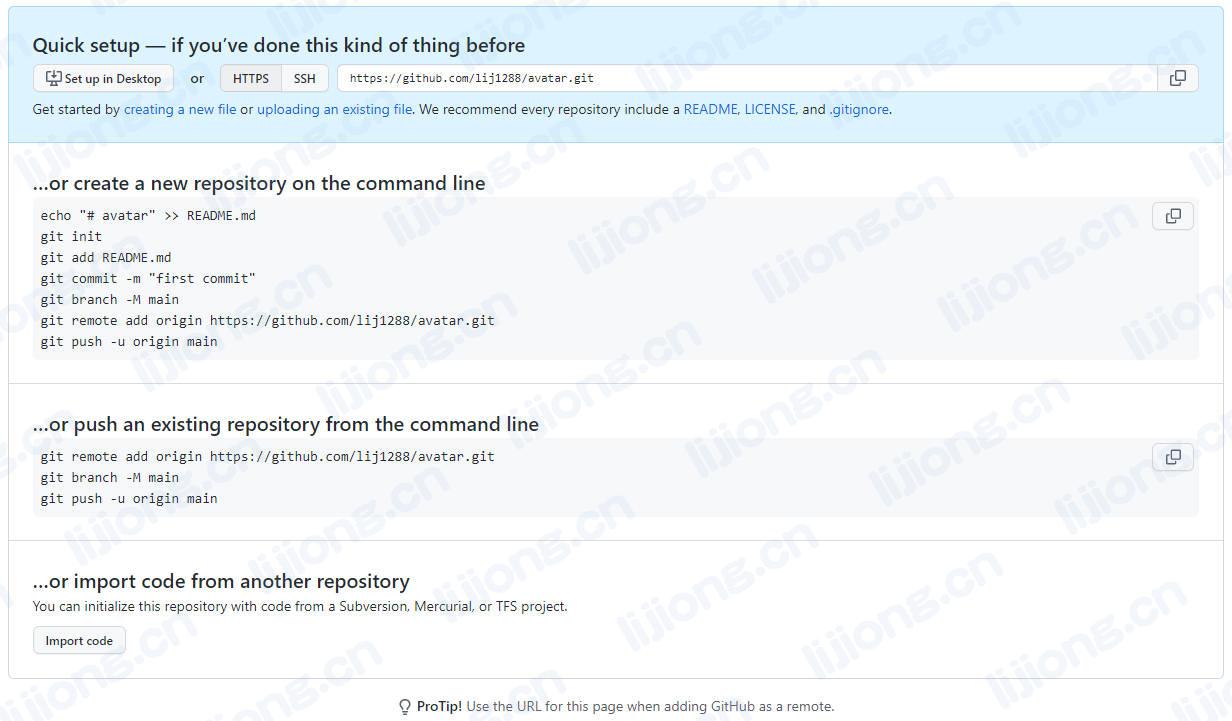 Quick setup — if you’ve done this kind of thing before
Set up in Desktop or HTTPS SSH https://github.com/lij1288/avatar.git
Get started by creating a new file or uploading an existing file. We recommend every repository include a README, LICENSE, and .gitignore.
…or create a new repository on the command line
echo "# avatar" >> README.md
git init
git add README.md
git commit -m "first commit"
git branch -M main
git remote add origin https://github.com/lij1288/avatar.git
git push -u origin main
…or push an existing repository from the command line
git remote add origin https://github.com/lij1288/avatar.git
git branch -M main
git push -u origin main
…or import code from another repository
You can initialize this repository with code from a Subversion, Mercurial, or TFS project.
Import code
ProTip! Use the URL for this page when adding GitHub as a remote.
lijiong.cn